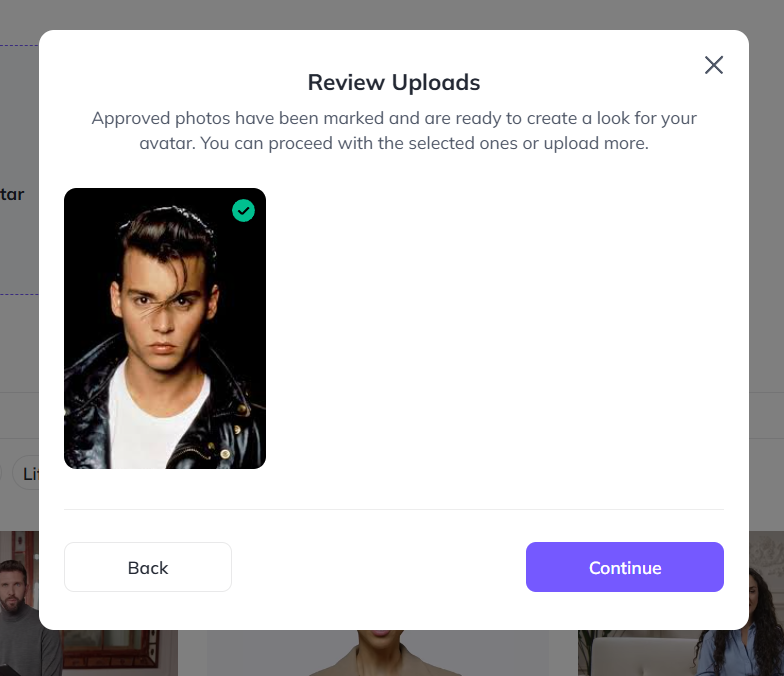 Review Uploads
Approved photos have been marked and are ready to create a look for your
avatar. You can proceed with the selected ones or upload more.
tar
Back
Continue